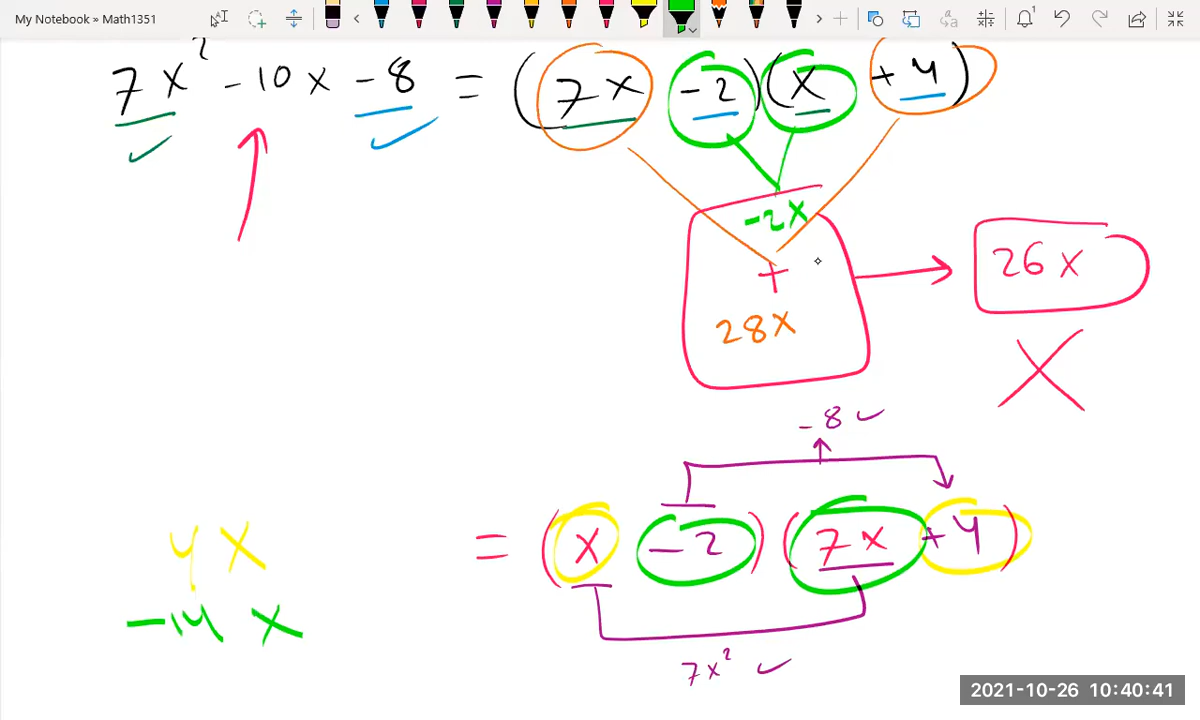 My Notebook » Math1351
7x² - 10x - 8 = (7x - 2)(x + 4)
-2x
+
28x
26x
X
-8 ✓
= (x - 2)(7x + 4)
4x
-14x
7x² ✓
2021-10-26 10:40:41